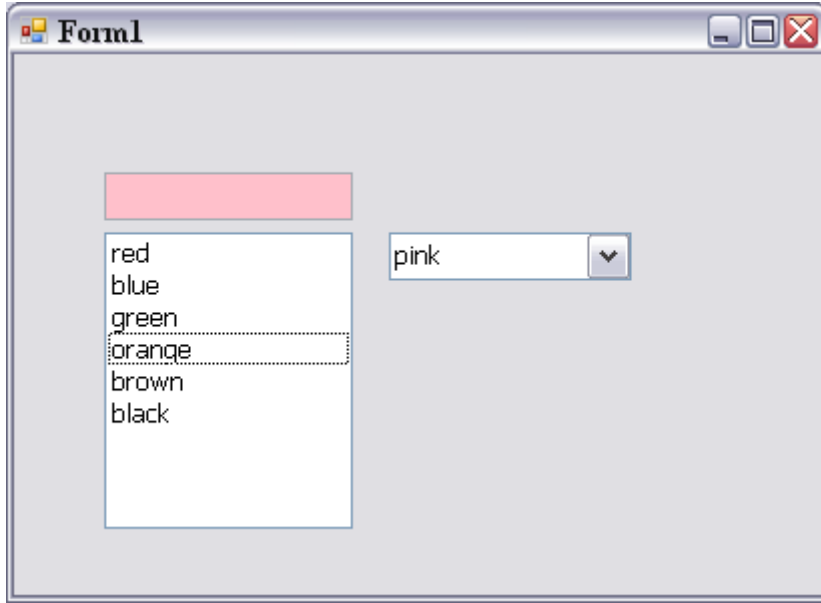 Form1
red
pink
blue
green
orange
brown
black